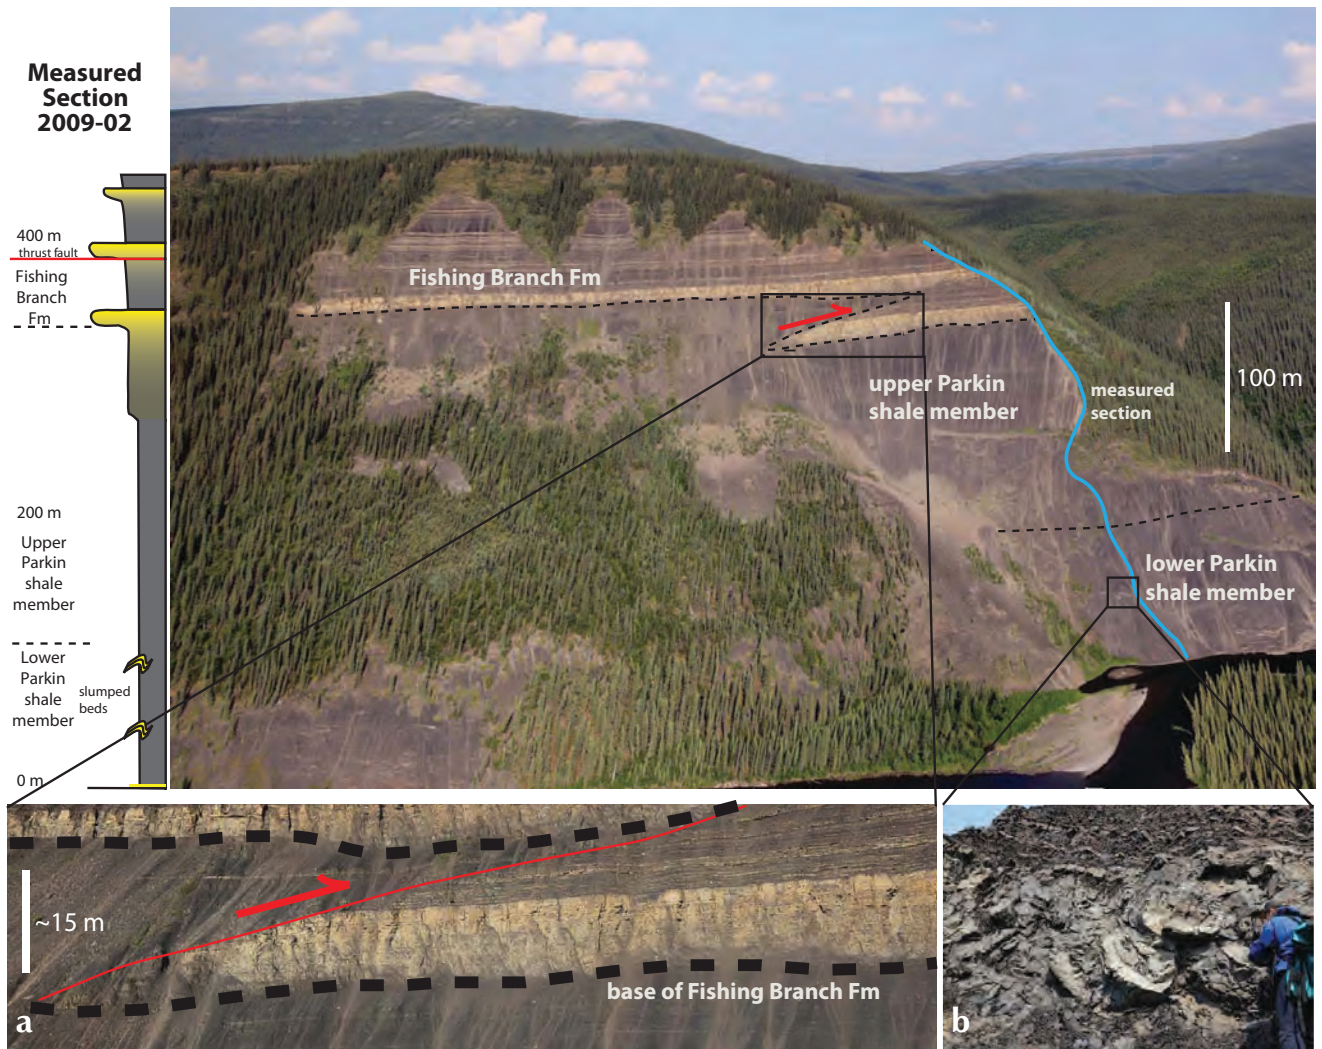 Measured
Section
2009-02
400 m
thrust fault
Fishing
Branch
Fm
200 m
Upper
Parkin
shale
member
Lower
Parkin
shale
member
slumped
beds
0 m
Fishing Branch Fm
upper Parkin
shale member
measured
section
100 m
lower Parkin
shale member
~15 m
base of Fishing Branch Fm
a
b